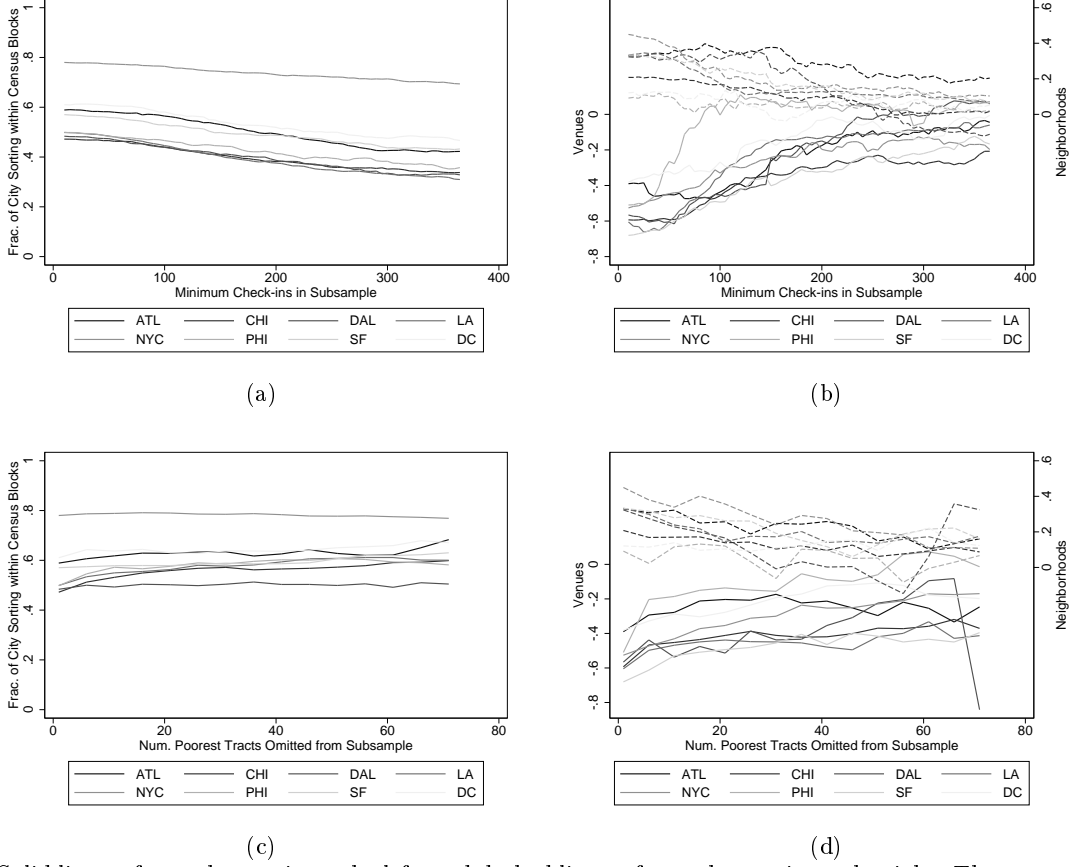 Frac. of City Sorting within Census Blocks
1
.8
.6
.4
.2
0
0 100 200 300 400
Minimum Check-ins in Subsample
ATL CHI DAL LA
NYC PHI SF DC
(a)
Venues
0
-.2
-.4
-.6
-.8
.6
.4
.2
0
Neighborhoods
0 100 200 300 400
Minimum Check-ins in Subsample
ATL CHI DAL LA
NYC PHI SF DC
(b)
Frac. of City Sorting within Census Blocks
1
.8
.6
.4
.2
0
0 20 40 60 80
Num. Poorest Tracts Omitted from Subsample
ATL CHI DAL LA
NYC PHI SF DC
(c)
Venues
0
-.2
-.4
-.6
-.8
.6
.4
.2
0
Neighborhoods
0 20 40 60 80
Num. Poorest Tracts Omitted from Subsample
ATL CHI DAL LA
NYC PHI SF DC
(d)